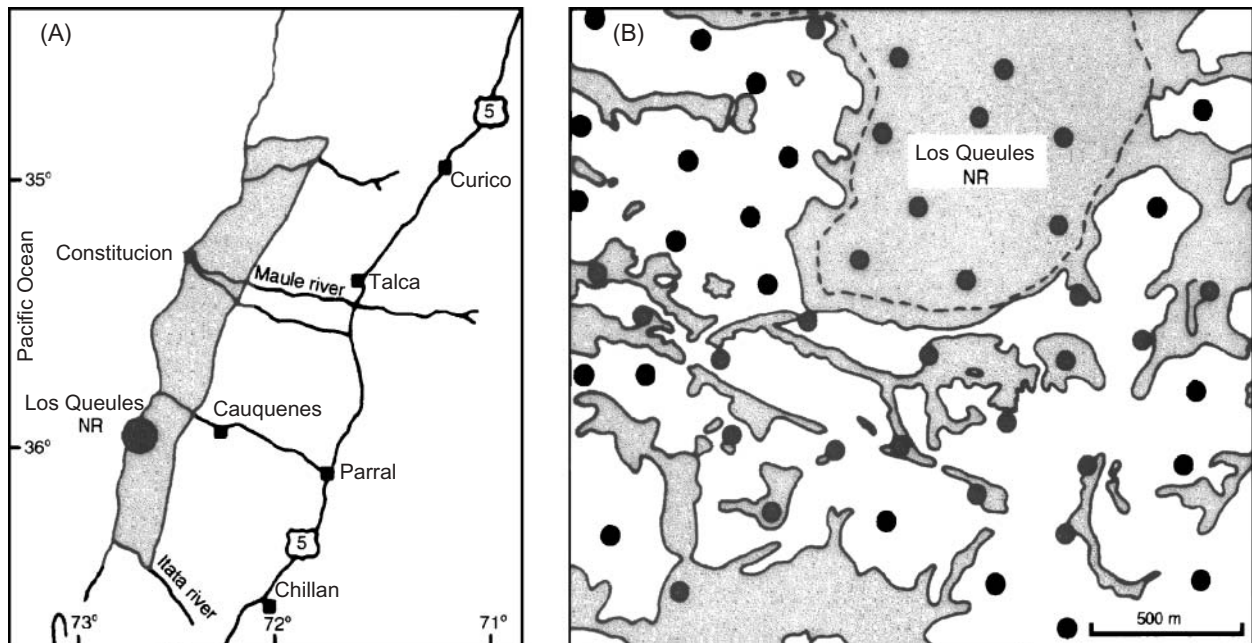 (A)
5
Curico
35°
Constitucion
Maule river
Talca
Pacific Ocean
Los Queules
NR
Cauquenes
36°
Parral
5
Itata river
Chillan
73°
72°
71°
(B)
Los Queules
NR
500 m